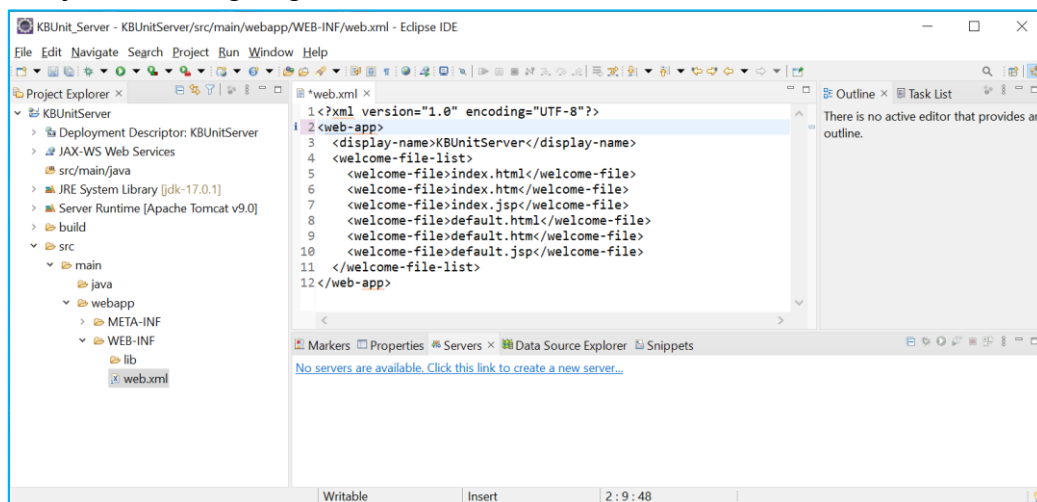 KBUnit_Server - KBUnitServer/src/main/webapp/WEB-INF/web.xml - Eclipse IDE
File Edit Navigate Search Project Run Window Help
Project Explorer
KBUnitServer
Deployment Descriptor: KBUnitServer
JAX-WS Web Services
src/main/java
JRE System Library [jdk-17.0.1]
Server Runtime [Apache Tomcat v9.0]
build
src
main
java
webapp
META-INF
WEB-INF
lib
web.xml
*web.xml
1 <?xml version="1.0" encoding="UTF-8"?>
2 <web-app>
3 <display-name>KBUnitServer</display-name>
4 <welcome-file-list>
5 <welcome-file>index.html</welcome-file>
6 <welcome-file>index.htm</welcome-file>
7 <welcome-file>index.jsp</welcome-file>
8 <welcome-file>default.html</welcome-file>
9 <welcome-file>default.htm</welcome-file>
10 <welcome-file>default.jsp</welcome-file>
11 </welcome-file-list>
12 </web-app>
Outline Task List
There is no active editor that provides an
outline.
Markers Properties Servers Data Source Explorer Snippets
No servers are available. Click this link to create a new server...
Writable Insert 2 : 9 : 48